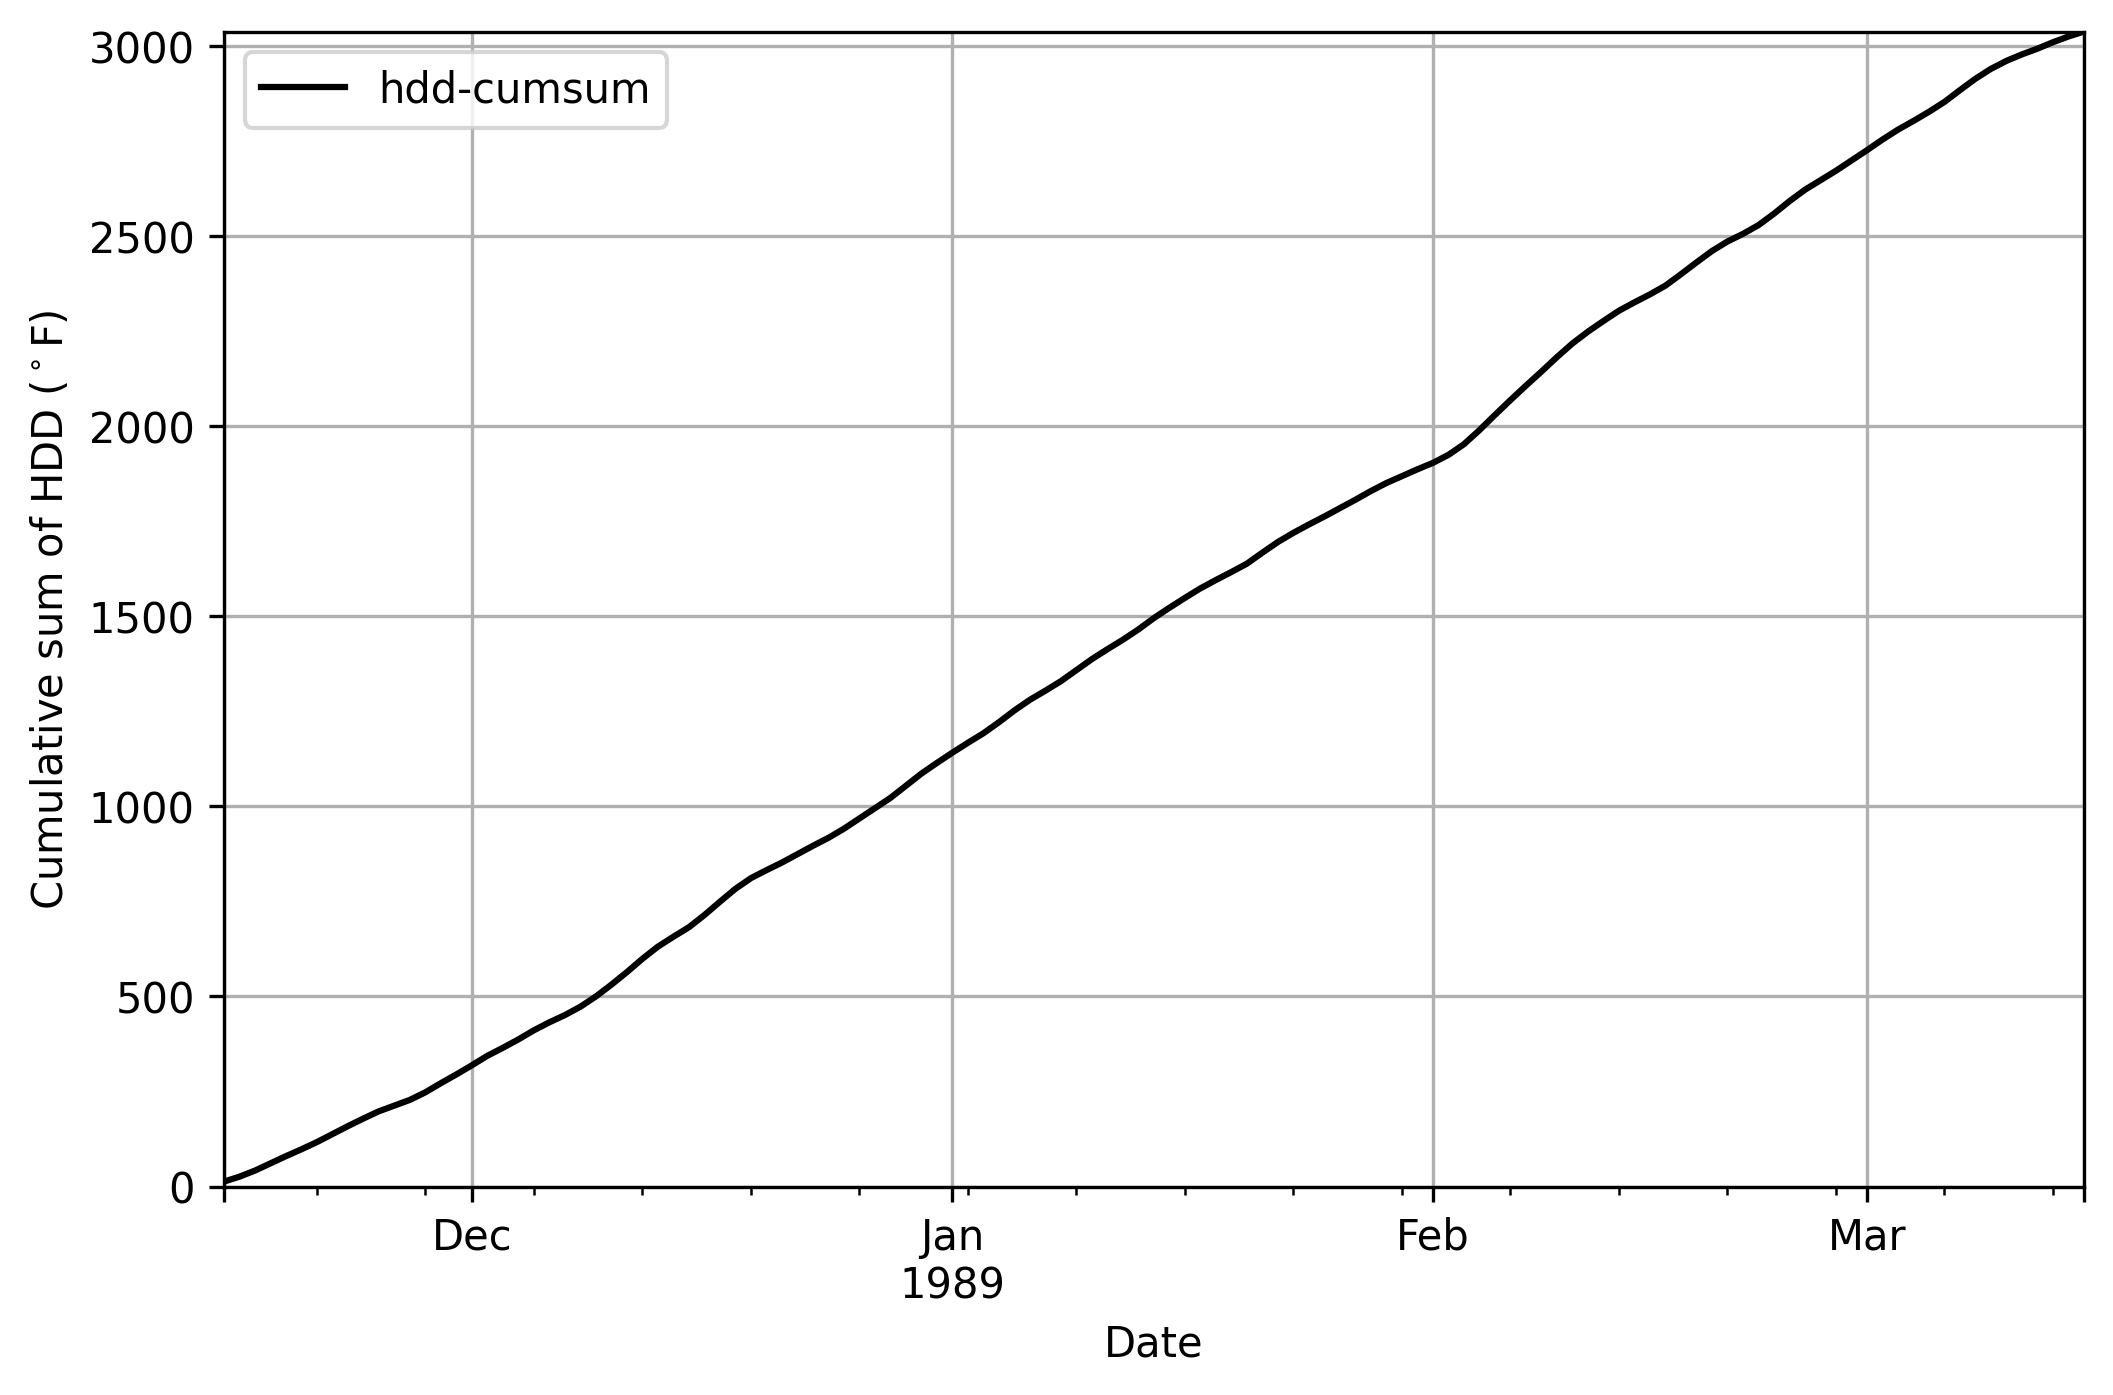 3000
2500
2000
1500
1000
500
0
hdd-cumsum
Cumulative sum of HDD (°F)
Dec
Jan
1989
Feb
Mar
Date